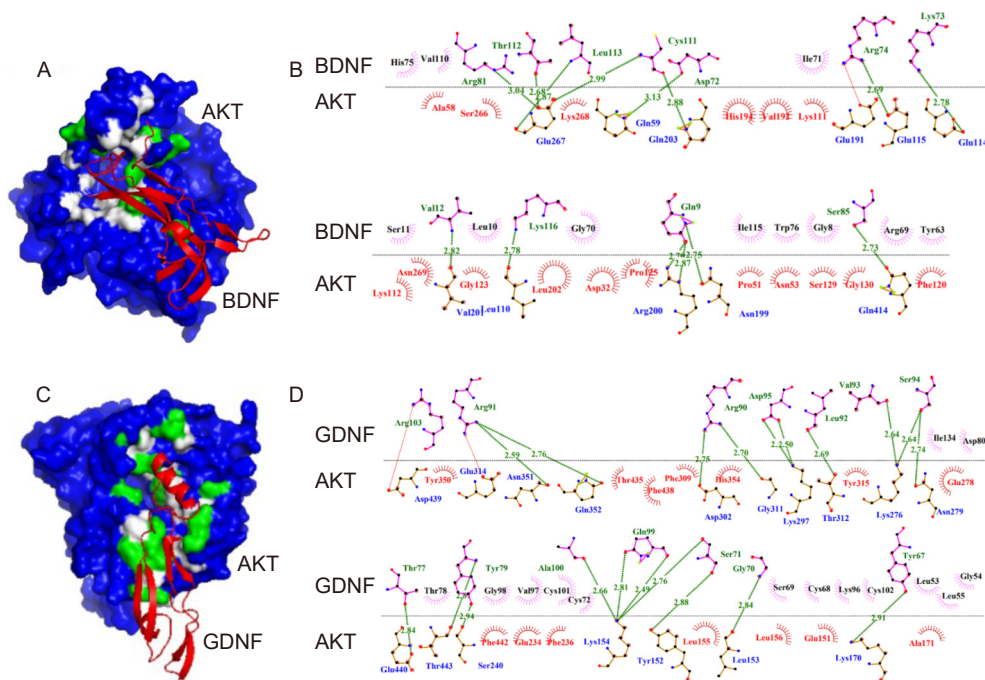 A
AKT
BDNF
B
BDNF
AKT
His75 Val110 Arg81 Thr112 Leu113 Cys111 Asp72 Ile71 Arg74 Lys73
3.04 2.68 2.87 2.99 3.13 2.88 2.69 2.78
Ala58 Ser266 Glu267 Lys268 Gln59 Gln203 His194 Lys111 Glu191 Glu115 Glu114
BDNF
AKT
Ser11 Val12 Leu10 Lys116 Gly70 Gln9 Ile115 Trp76 Gly8 Ser85 Arg69 Tyr63
2.82 2.78 2.87 2.75 2.73
Lys112 Asn269 Gly123 Leu110 Leu202 Asp32 Pro125 Arg200 Asn199 Pro51 Asn53 Ser129 Gly130 Gln414 Phe120
C
AKT
GDNF
D
GDNF
AKT
Arg103 Arg91 Arg90 Asp95 Leu92 Val93 Ser94 Ile134 Asp80
2.59 2.76 2.75 2.70 2.50 2.69 2.64 2.64 2.74
Asp439 Tyr350 Glu314 Asn351 Gln352 Thr435 Phe438 Phe309 Asp302 His354 Gly311 Lys297 Thr312 Tyr315 Lys276 Asn279 Glu278
GDNF
AKT
Thr77 Thr78 Tyr79 Gly98 Val97 Ala100 Cys101 Cys72 Gln99 Ser71 Gly70 Ser69 Cys68 Lys96 Cys102 Tyr67 Leu53 Leu55 Gly54
2.84 2.94 2.66 2.81 2.49 2.76 2.88 2.84 2.91
Glu440 Thr443 Ser240 Phe442 Glu234 Phe236 Lys154 Tyr152 Leu155 Leu153 Leu156 Glu151 Lys170 Ala171